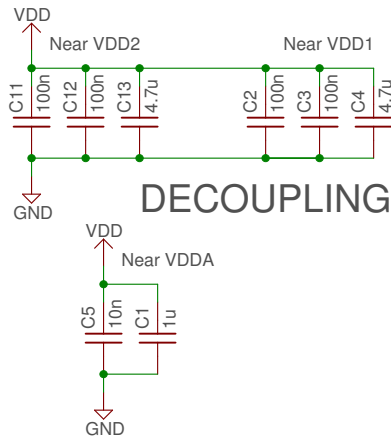 VDD
Near VDD2
Near VDD1
C11
100n
C12
100n
C13
4.7u
C2
100n
C3
100n
C4
4.7u
GND
DECOUPLING
VDD
Near VDDA
C5
10n
C1
1u
GND